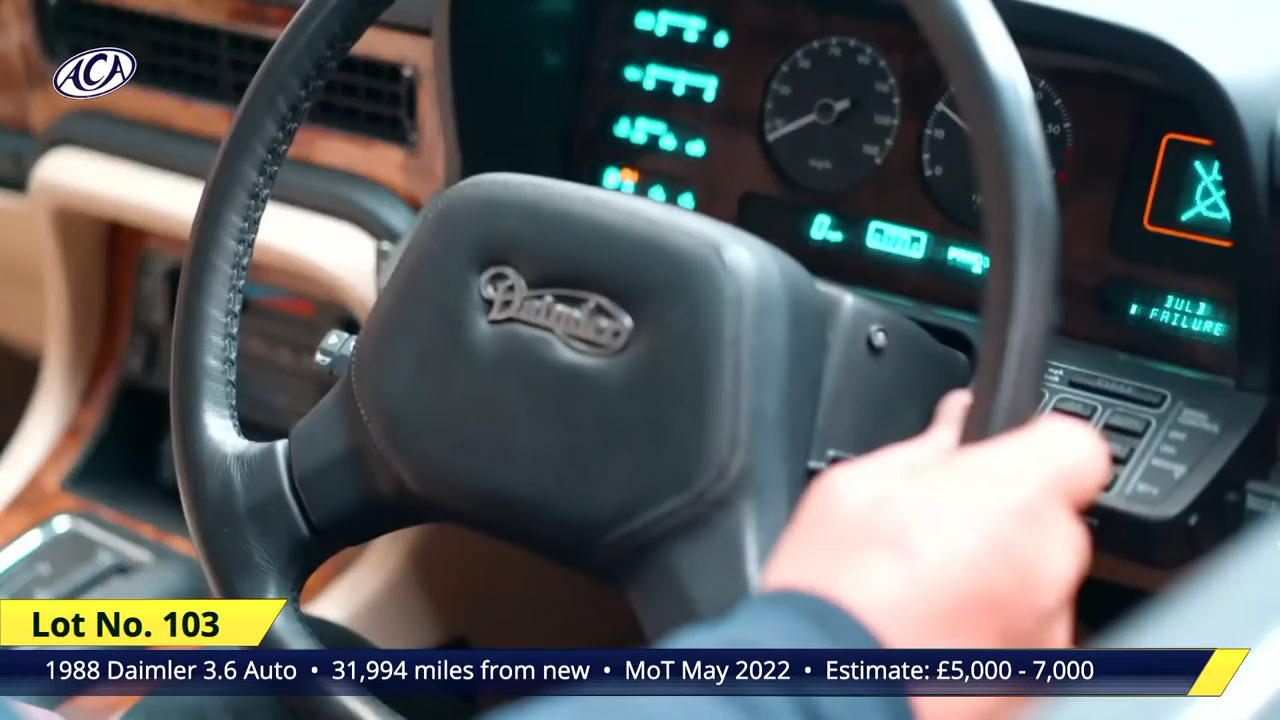 ACA
Daimler
mph
BULB
FAILURE
Lot No. 103
1988 Daimler 3.6 Auto • 31,994 miles from new • MoT May 2022 • Estimate: £5,000 - 7,000